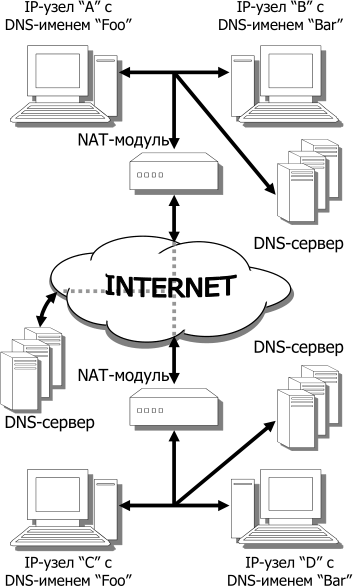 IP-узел “A” с
DNS-именем “Foo”
IP-узел “B” с
DNS-именем “Bar”
NAT-модуль
DNS-сервер
INTERNET
DNS-сервер
NAT-модуль
DNS-сервер
IP-узел “C” с
DNS-именем “Foo”
IP-узел “D” с
DNS-именем “Bar”